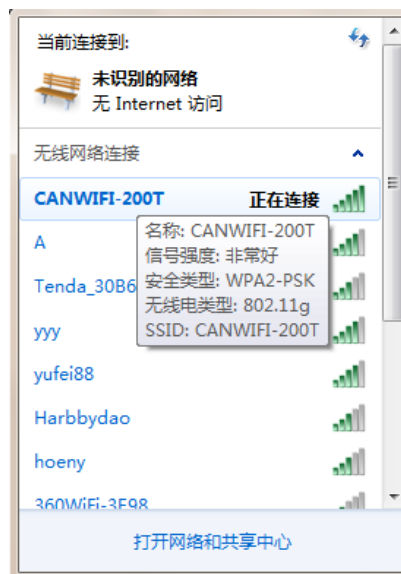 当前连接到:
未识别的网络
无 Internet 访问
无线网络连接
CANWIFI-200T 正在连接
名称: CANWIFI-200T
信号强度: 非常好
安全类型: WPA2-PSK
无线电类型: 802.11g
SSID: CANWIFI-200T
A
Tenda_30B6
yyy
yufei88
Harbbydao
hoeny
360WiFi-3F98
打开网络和共享中心